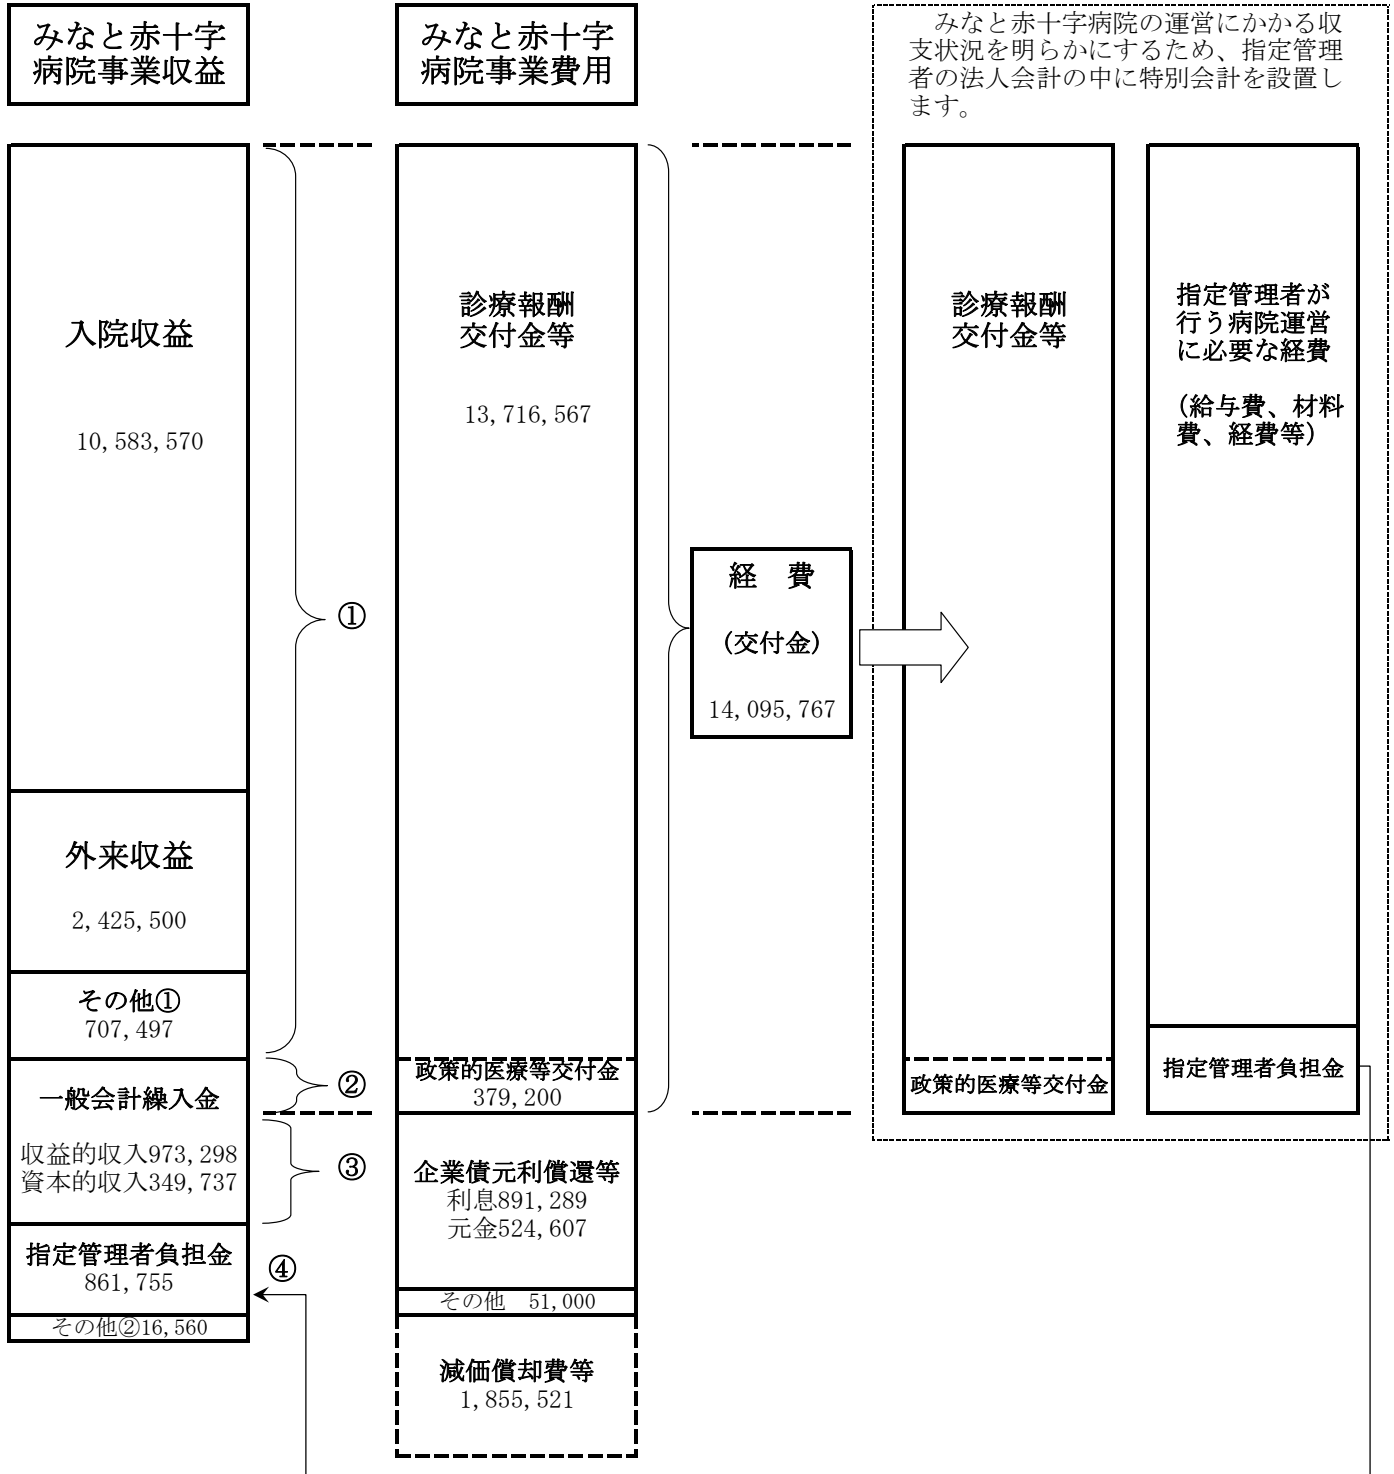 みなと赤十字
病院事業収益
みなと赤十字
病院事業費用
みなと赤十字病院の運営にかかる収
支状況を明らかにするため、指定管理
者の法人会計の中に特別会計を設置し
ます。
入院収益
10,583,570
外来収益
2,425,500
その他①
707,497
一般会計繰入金
収益的収入973,298
資本的収入349,737
指定管理者負担金
861,755
その他②16,560
①
②
③
④
診療報酬
交付金等
13,716,567
政策的医療等交付金
379,200
企業債元利償還等
利息891,289
元金524,607
その他 51,000
減価償却費等
1,855,521
経 費
(交付金)
14,095,767
診療報酬
交付金等
政策的医療等交付金
指定管理者が
行う病院運営
に必要な経費
(給与費、材料
費、経費等)
指定管理者負担金